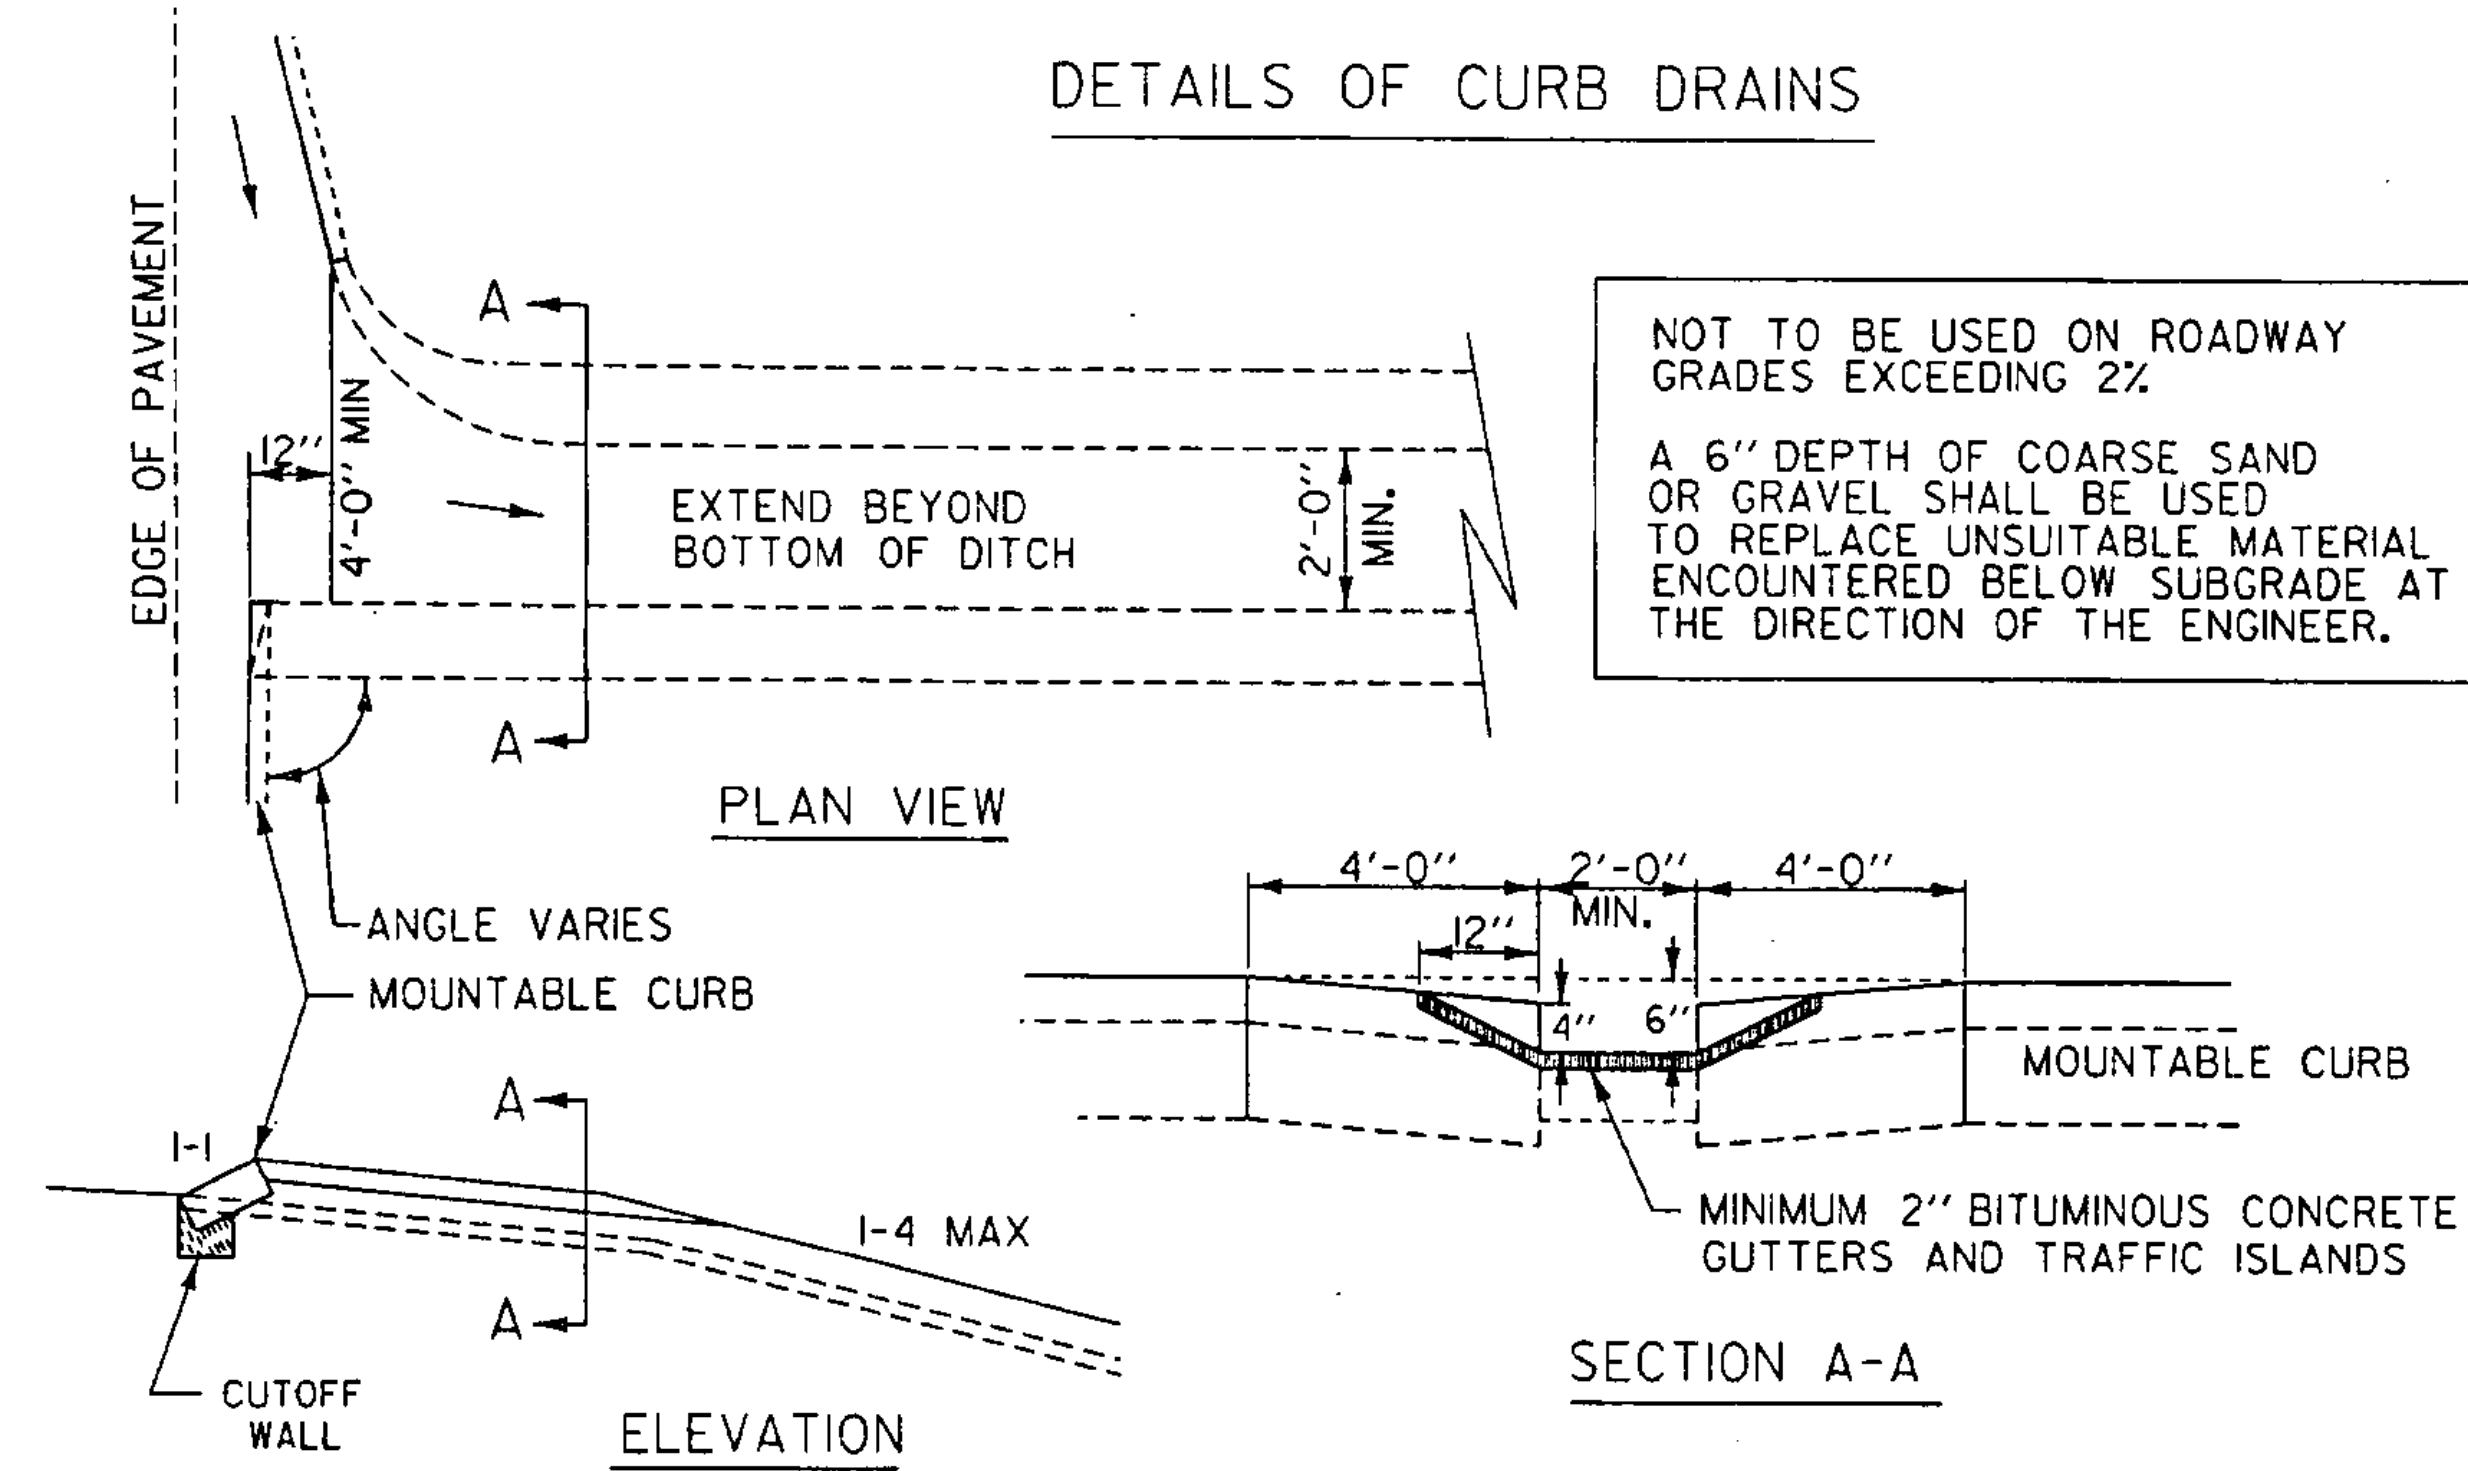 DETAILS OF CURB DRAINS
EDGE OF PAVEMENT
A
12"
4'-0" MIN
EXTEND BEYOND
BOTTOM OF DITCH
2'-0"
MIN.
A
PLAN VIEW
NOT TO BE USED ON ROADWAY
GRADES EXCEEDING 2%
A 6" DEPTH OF COARSE SAND
OR GRAVEL SHALL BE USED
TO REPLACE UNSUITABLE MATERIAL
ENCOUNTERED BELOW SUBGRADE AT
THE DIRECTION OF THE ENGINEER.
ANGLE VARIES
MOUNTABLE CURB
1-1
A
1-4 MAX
A
CUTOFF
WALL
ELEVATION
4'-0"
2'-0"
MIN.
4'-0"
12"
4"
6"
MOUNTABLE CURB
MINIMUM 2" BITUMINOUS CONCRETE
GUTTERS AND TRAFFIC ISLANDS
SECTION A-A